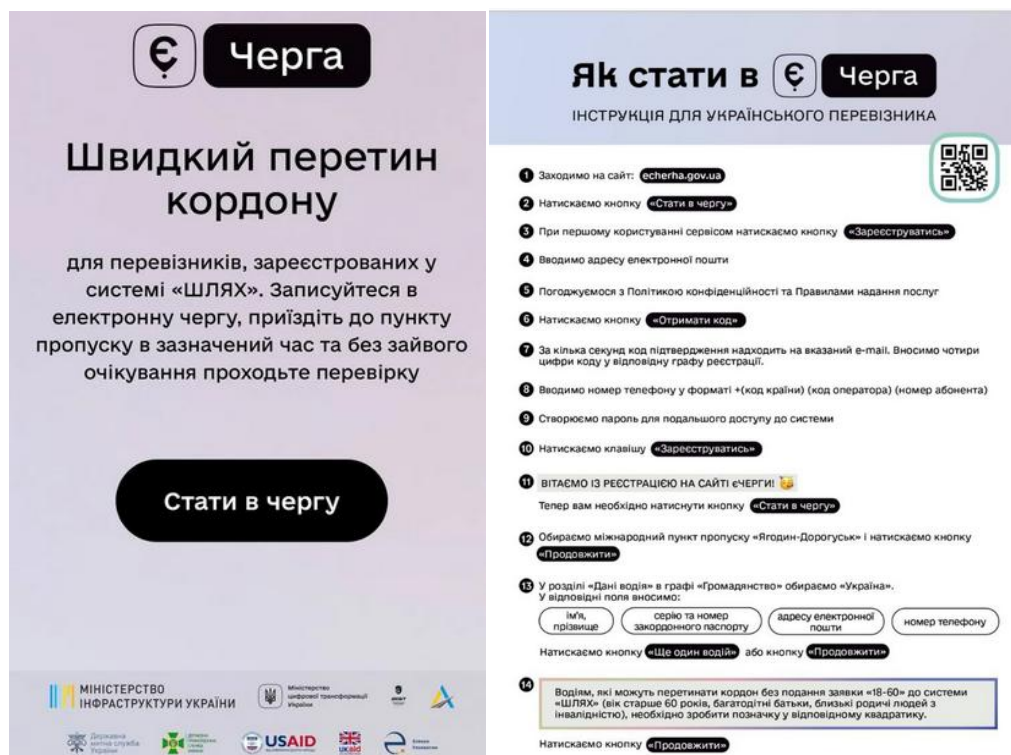 є Черга
Швидкий перетин
кордону
для перевізників, зареєстрованих у
системі «ШЛЯХ». Записуйтеся в
електронну чергу, приїздіть до пункту
пропуску в зазначений час та без зайвого
очікування проходьте перевірку
Стати в чергу
МІНІСТЕРСТВО
ІНФРАСТРУКТУРИ УКРАЇНИ
Міністерство
цифрової трансформації
України
Державна
митна служба
України
USAID
UKaid
Як стати в є Черга
ІНСТРУКЦІЯ ДЛЯ УКРАЇНСЬКОГО ПЕРЕВІЗНИКА
1 Заходимо на сайт: echerha.gov.ua
2 Натискаємо кнопку «Стати в чергу»
3 При першому користуванні сервісом натискаємо кнопку «Зареєструватись»
4 Вводимо адресу електронної пошти
5 Погоджуємося з Політикою конфіденційності та Правилами надання послуг
6 Натискаємо кнопку «Отримати код»
7 За кілька секунд код підтвердження надходить на вказаний e-mail. Вносимо чотири
цифри коду у відповідну графу реєстрації.
8 Вводимо номер телефону у форматі +(код країни) (код оператора) (номер абонента)
9 Створюємо пароль для подальшого доступу до системи
10 Натискаємо клавішу «Зареєструватись»
11 ВІТАЄМО ІЗ РЕЄСТРАЦІЄЮ НА САЙТІ єЧЕРГИ!
Тепер вам необхідно натиснути кнопку «Стати в чергу»
12 Обираємо міжнародний пункт пропуску «Ягодин-Дорогуськ» і натискаємо кнопку
«Продовжити»
13 У розділі «Дані водія» в графі «Громадянство» обираємо «Україна».
У відповідні поля вносимо:
ім'я,
прізвище
серію та номер
закордонного паспорту
адресу електронної
пошти
номер телефону
Натискаємо кнопку «Ще один водій» або кнопку «Продовжити»
14 Водіям, які можуть перетинати кордон без подання заявки «18-60» до системи
«ШЛЯХ» (вік старше 60 років, багатодітні батьки, близькі родичі людей з
інвалідністю), необхідно зробити позначку у відповідному квадратику.
Натискаємо кнопку «Продовжити»